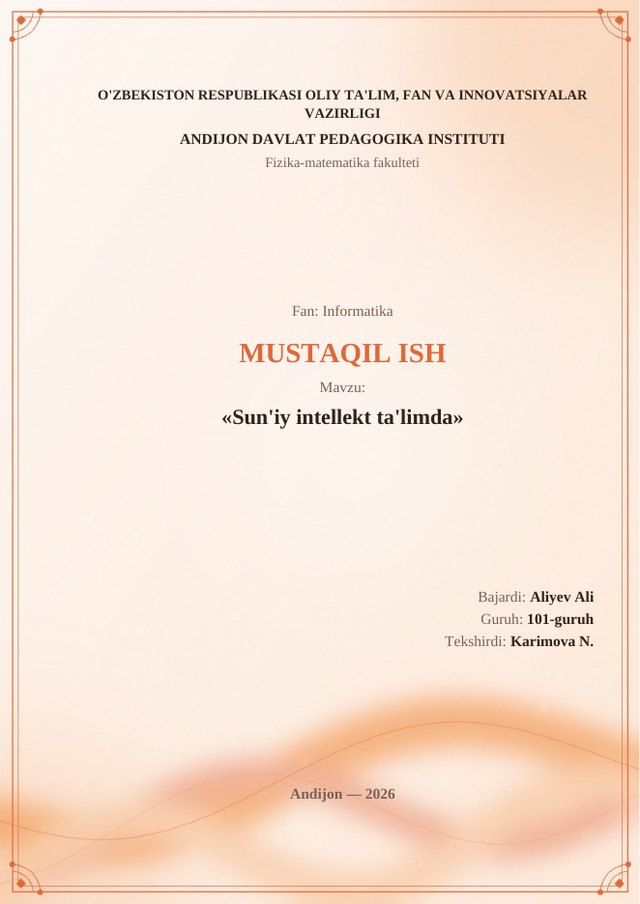 O'ZBEKISTON RESPUBLIKASI OLIY TA'LIM, FAN VA INNOVATSIYALAR
VAZIRLIGI
ANDIJON DAVLAT PEDAGOGIKA INSTITUTI
Fizika-matematika fakulteti
Fan: Informatika
MUSTAQIL ISH
Mavzu:
«Sun'iy intellekt ta'limda»
Bajardi: Aliyev Ali
Guruh: 101-guruh
Tekshirdi: Karimova N.
Andijon — 2026